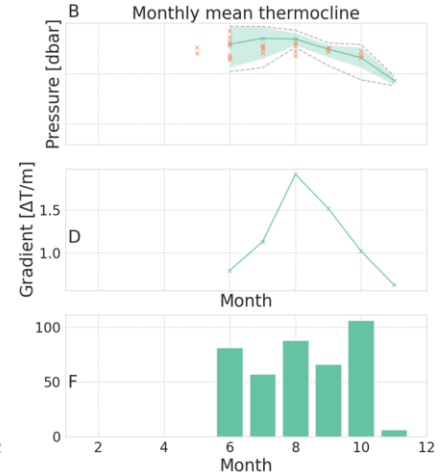 B
Monthly mean thermocline
Pressure [dbar]
D
Gradient [ΔT/m]
1.5
1.0
Month
F
100
50
0
2
2
4
6
8
10
12
Month